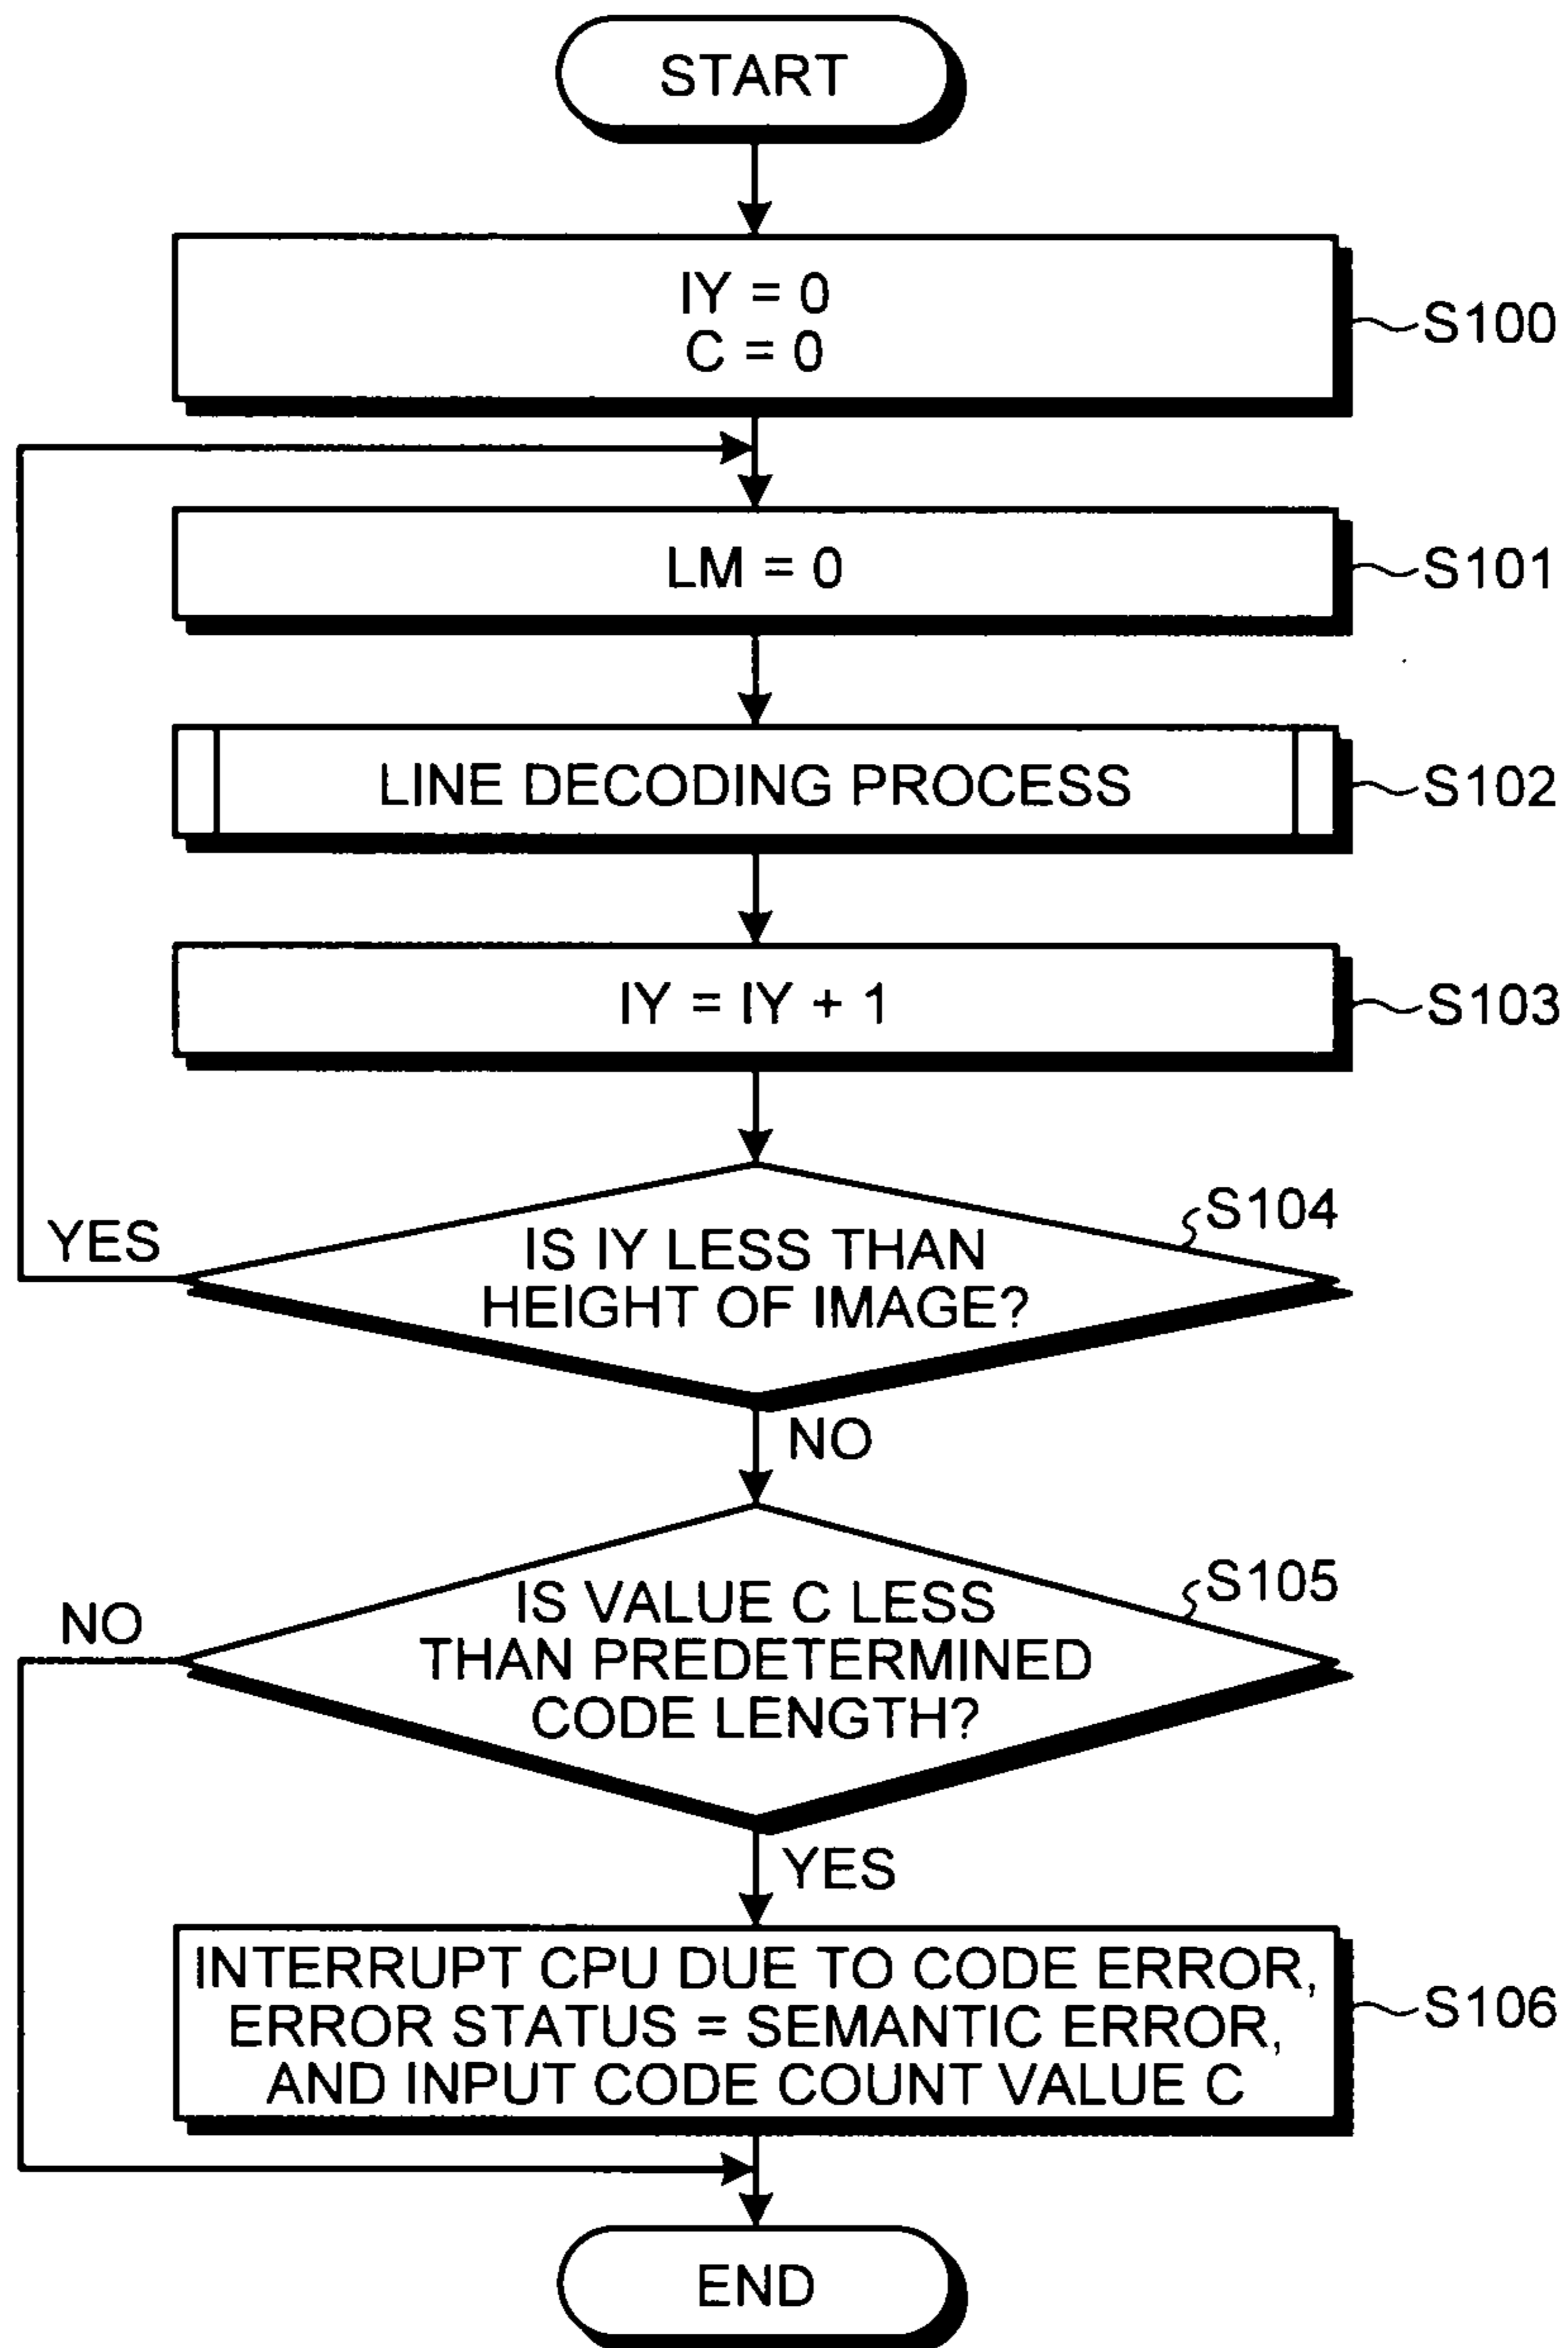 START
IY = 0
C = 0
S100
LM = 0
S101
LINE DECODING PROCESS
S102
IY = IY + 1
S103
S104
YES
IS IY LESS THAN
HEIGHT OF IMAGE?
NO
S105
NO
IS VALUE C LESS
THAN PREDETERMINED
CODE LENGTH?
YES
INTERRUPT CPU DUE TO CODE ERROR,
ERROR STATUS = SEMANTIC ERROR,
AND INPUT CODE COUNT VALUE C
S106
END